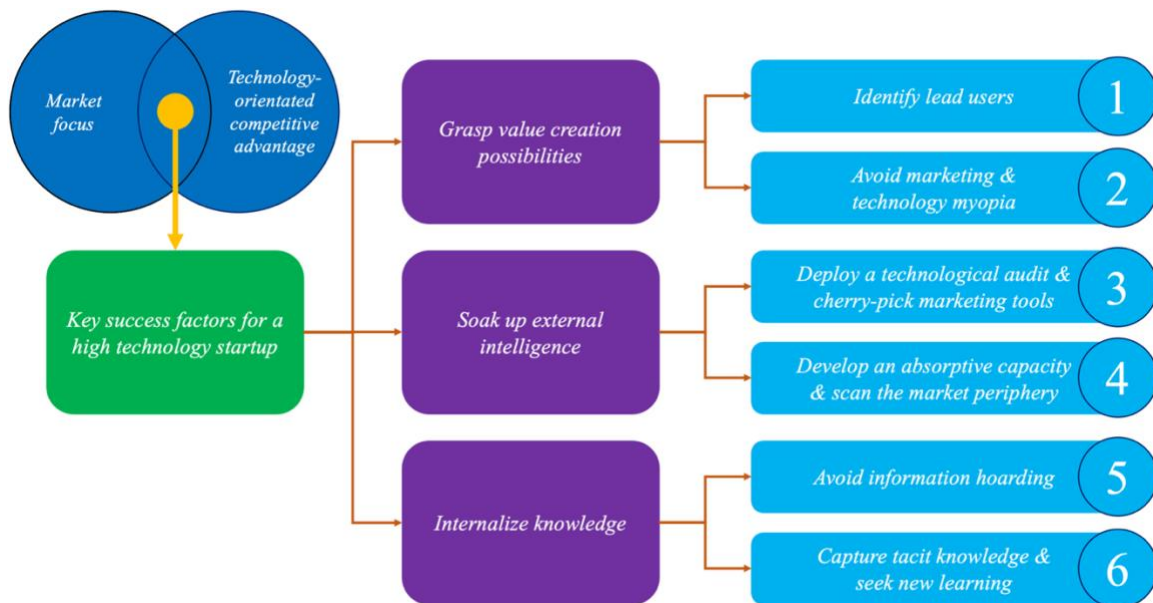 Market
focus
Technology-
orientated
competitive
advantage
Key success factors for a
high technology startup
Grasp value creation
possibilities
Identify lead users
1
Avoid marketing &
technology myopia
2
Soak up external
intelligence
Deploy a technological audit &
cherry-pick marketing tools
3
Develop an absorptive capacity
& scan the market periphery
4
Internalize knowledge
Avoid information hoarding
5
Capture tacit knowledge &
seek new learning
6